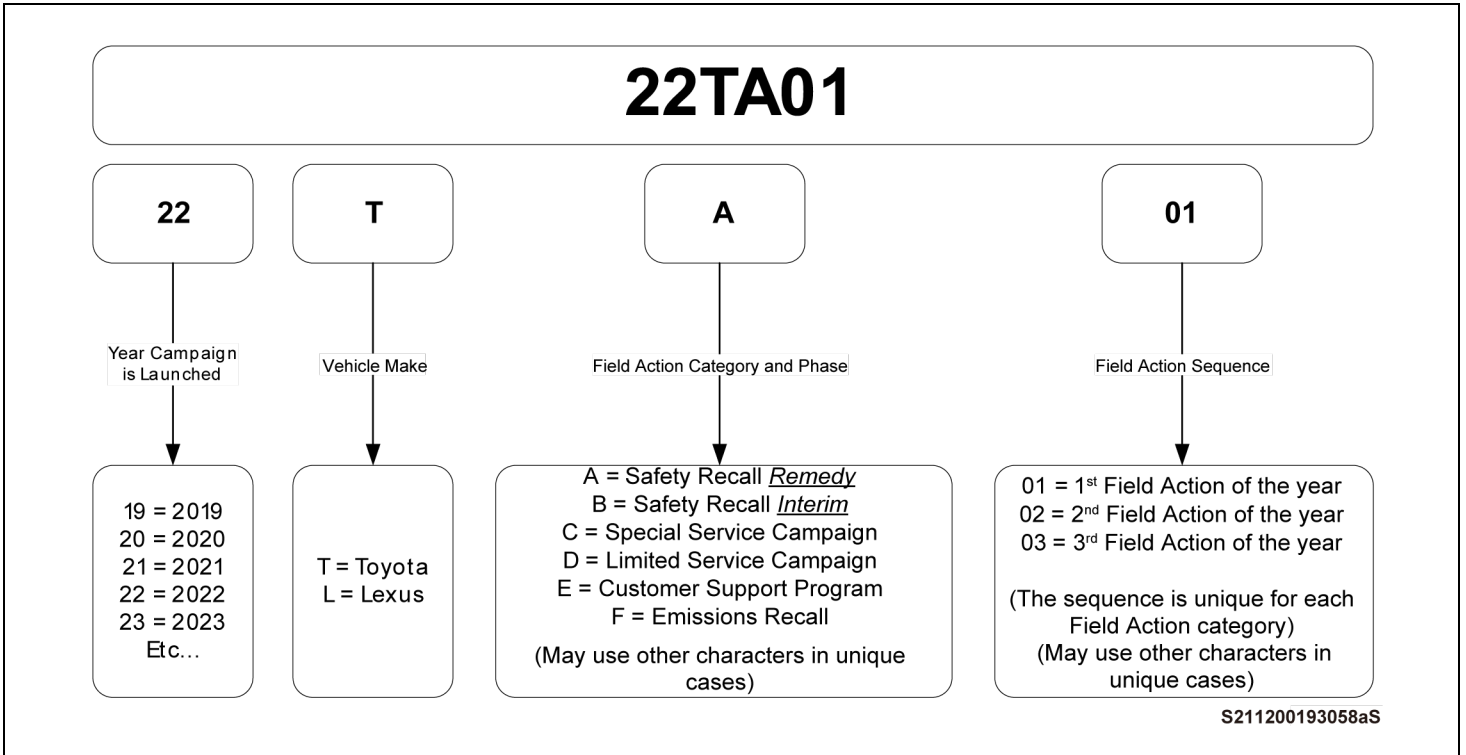 22TA01
22
T
A
01
Year Campaign
is Launched
Vehicle Make
Field Action Category and Phase
Field Action Sequence
19 = 2019
20 = 2020
21 = 2021
22 = 2022
23 = 2023
Etc...
T = Toyota
L = Lexus
A = Safety Recall Remedy
B = Safety Recall Interim
C = Special Service Campaign
D = Limited Service Campaign
E = Customer Support Program
F = Emissions Recall
(May use other characters in unique
cases)
01 = 1st Field Action of the year
02 = 2nd Field Action of the year
03 = 3rd Field Action of the year
(The sequence is unique for each
Field Action category)
(May use other characters in
unique cases)
S211200193058aS